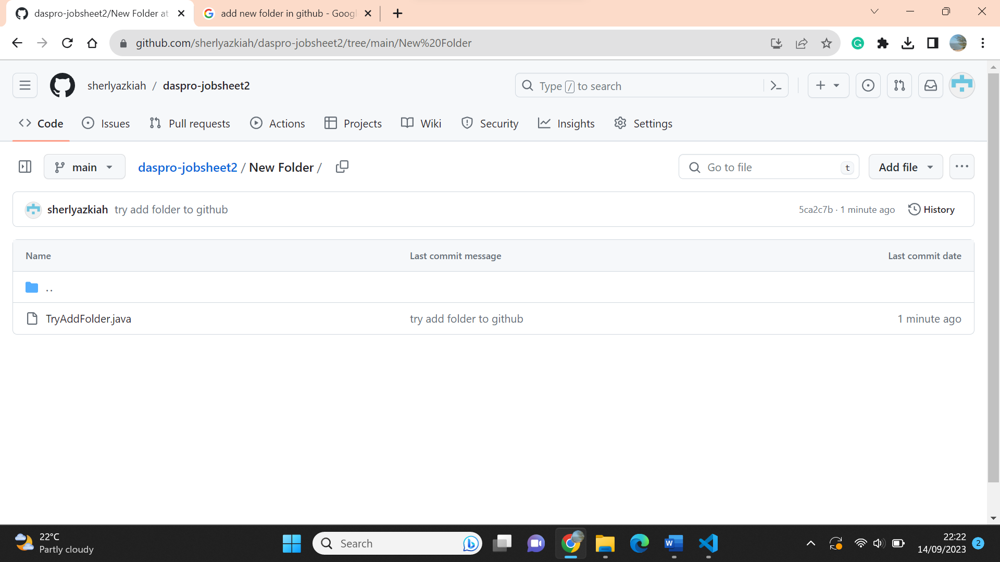 daspro-jobsheet2/New Folder at
add new folder in github - Googl
github.com/sherlyazkiah/daspro-jobsheet2/tree/main/New%20Folder
sherlyazkiah / daspro-jobsheet2
Type / to search
Code
Issues
Pull requests
Actions
Projects
Wiki
Security
Insights
Settings
main
daspro-jobsheet2 / New Folder /
Go to file
t
Add file
sherlyazkiah try add folder to github
5ca2c7b · 1 minute ago
History
Name
Last commit message
Last commit date
..
TryAddFolder.java
try add folder to github
1 minute ago
22°C
Partly cloudy
Search
22:22
14/09/2023
2